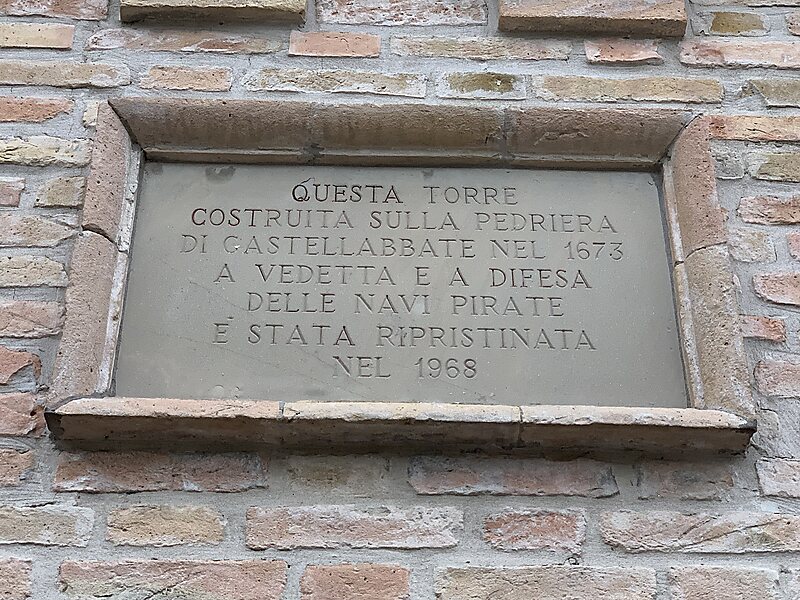 QUESTA TORRE
COSTRUITA SULLA PEDRIERA
DI CASTELLABBATE NEL 1673
A VEDETTA E A DIFESA
DELLE NAVI PIRATE
E STATA RIPRISTINATA
NEL 1968